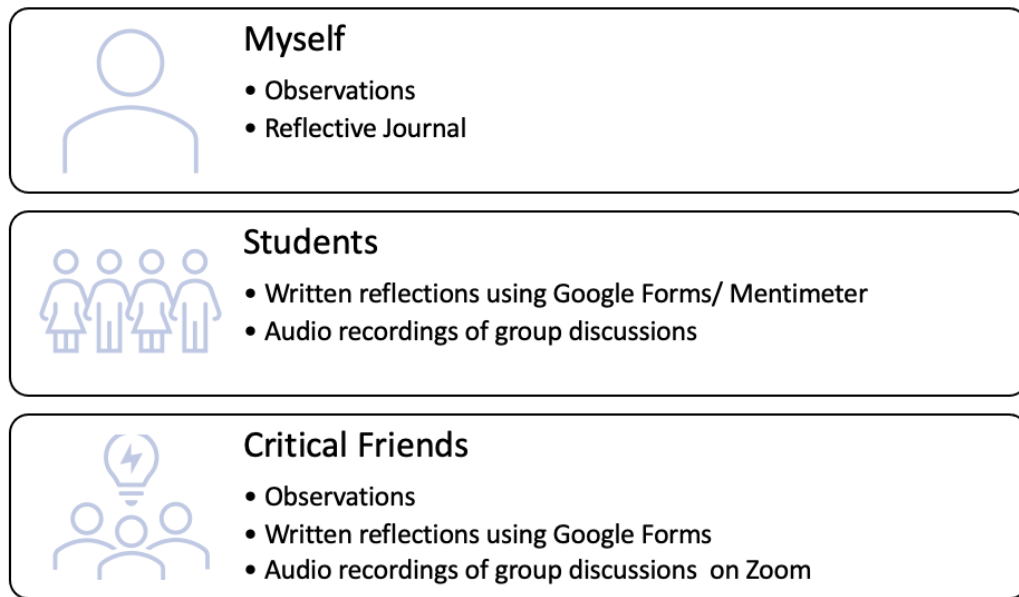 Myself
• Observations
• Reflective Journal
Students
• Written reflections using Google Forms/ Mentimeter
• Audio recordings of group discussions
Critical Friends
• Observations
• Written reflections using Google Forms
• Audio recordings of group discussions  on Zoom